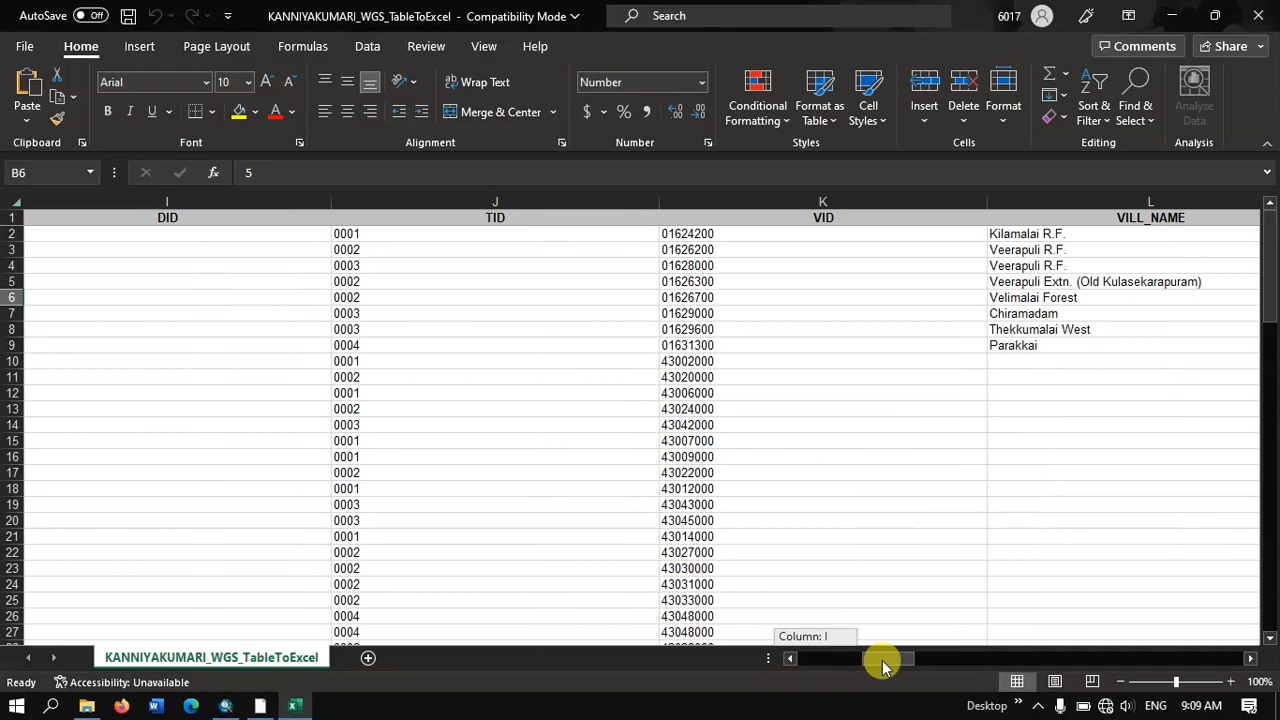 AutoSave Off KANNIYAKUMARI_WGS_TableToExcel - Compatibility Mode Search 6017
File Home Insert Page Layout Formulas Data Review View Help Comments Share
Paste Arial 10 Wrap Text Number Conditional Formatting Format as Table Cell Styles Insert Delete Format Sort & Filter Find & Select Analyze Data
B I U Merge & Center $ %
Clipboard Font Alignment Number Styles Cells Editing Analysis
B6 fx 5
I J K L
1 DID TID VID VILL_NAME
2 0001 01624200 Kilamalai R.F.
3 0002 01626200 Veerapuli R.F.
4 0003 01628000 Veerapuli R.F.
5 0002 01626300 Veerapuli Extn. (Old Kulasekarapuram)
6 0002 01626700 Velimalai Forest
7 0003 01629000 Chiramadam
8 0003 01629600 Thekkumalai West
9 0004 01631300 Parakkai
10 0001 43002000
11 0002 43020000
12 0001 43006000
13 0002 43024000
14 0003 43042000
15 0001 43007000
16 0001 43009000
17 0002 43022000
18 0001 43012000
19 0003 43043000
20 0003 43045000
21 0001 43014000
22 0002 43027000
23 0002 43030000
24 0002 43031000
25 0002 43033000
26 0004 43048000
27 0004 43048000
Column: I
KANNIYAKUMARI_WGS_TableToExcel
Ready Accessibility: Unavailable 100%
Desktop ENG 9:09 AM